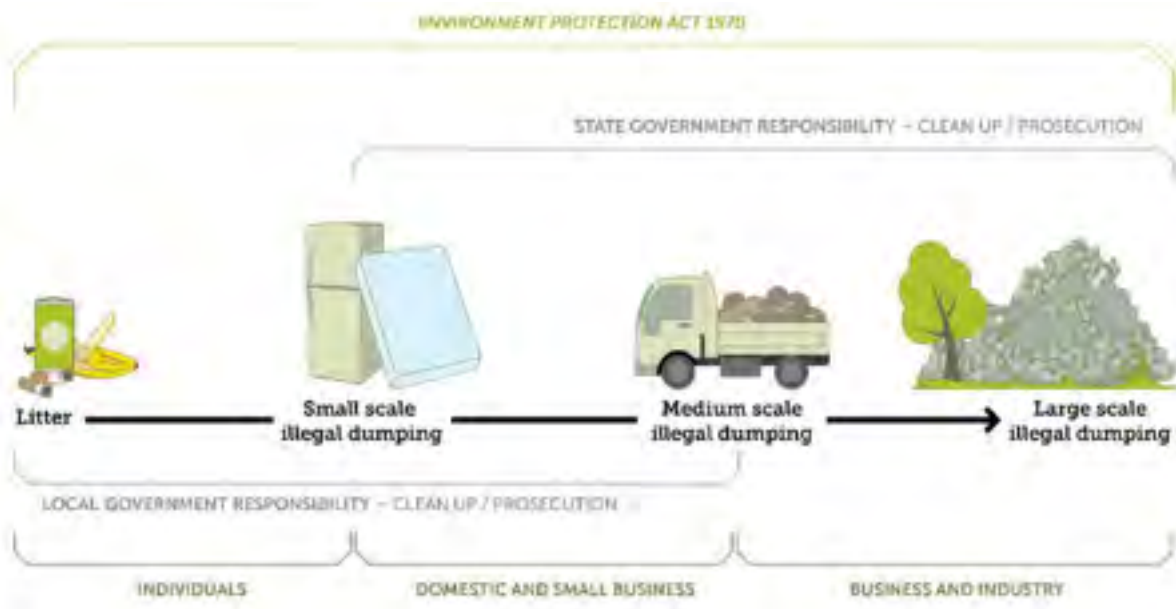 ENVIRONMENT PROTECTION ACT 1970
STATE GOVERNMENT RESPONSIBILITY – CLEAN UP / PROSECUTION
Litter
Small scale
illegal dumping
Medium scale
illegal dumping
Large scale
illegal dumping
LOCAL GOVERNMENT RESPONSIBILITY – CLEAN UP / PROSECUTION
INDIVIDUALS
DOMESTIC AND SMALL BUSINESS
BUSINESS AND INDUSTRY